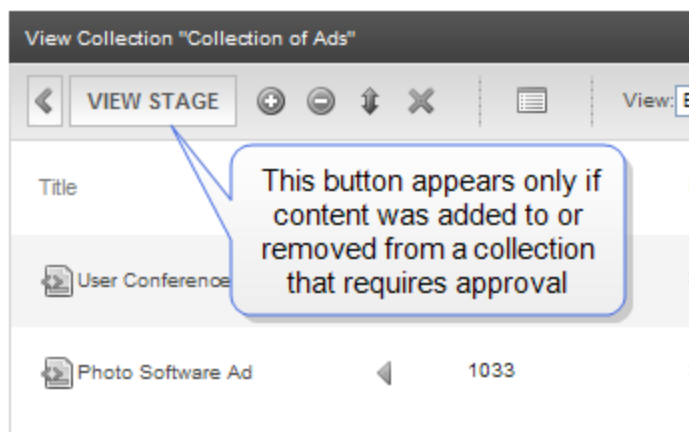 View Collection "Collection of Ads"
VIEW STAGE
View:
Title
This button appears only if
content was added to or
removed from a collection
that requires approval
User Conference
Photo Software Ad
1033